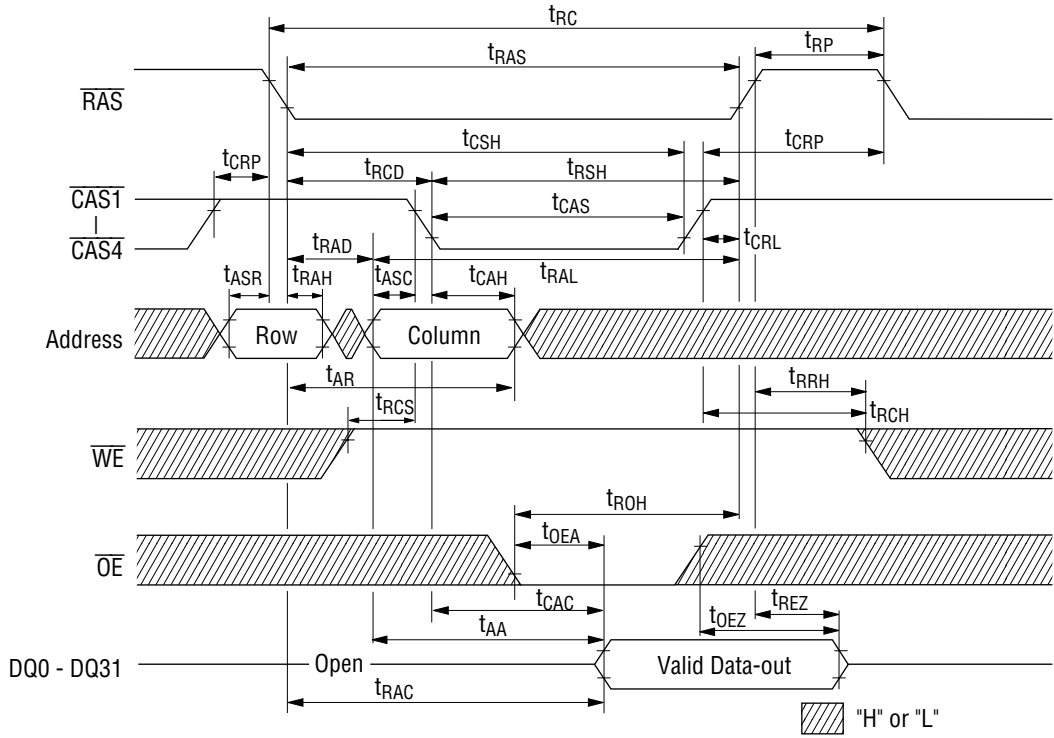 tRC
tRP
tRAS
RAS
tCSH
tCRP
tCRP
tRCD
tRSH
CAS1
tCAS
CAS4
tCRL
tRAD
tRAL
tASR
tRAH
tASC
tCAH
Address
Row
Column
tAR
tRRH
tRCS
tRCH
WE
tROH
tOEA
OE
tCAC
tREZ
tOEZ
tAA
DQ0 - DQ31
Open
Valid Data-out
tRAC
"H" or "L"